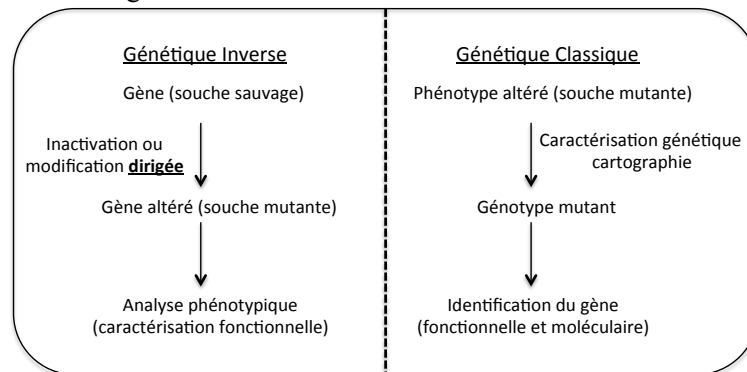 Génétique Inverse
Gène (souche sauvage)
Inactivation ou
modification dirigée
Gène altéré (souche mutante)
Analyse phénotypique
(caractérisation fonctionnelle)
Génétique Classique
Phénotype altéré (souche mutante)
Caractérisation génétique
cartographie
Génotype mutant
Identification du gène
(fonctionnelle et moléculaire)